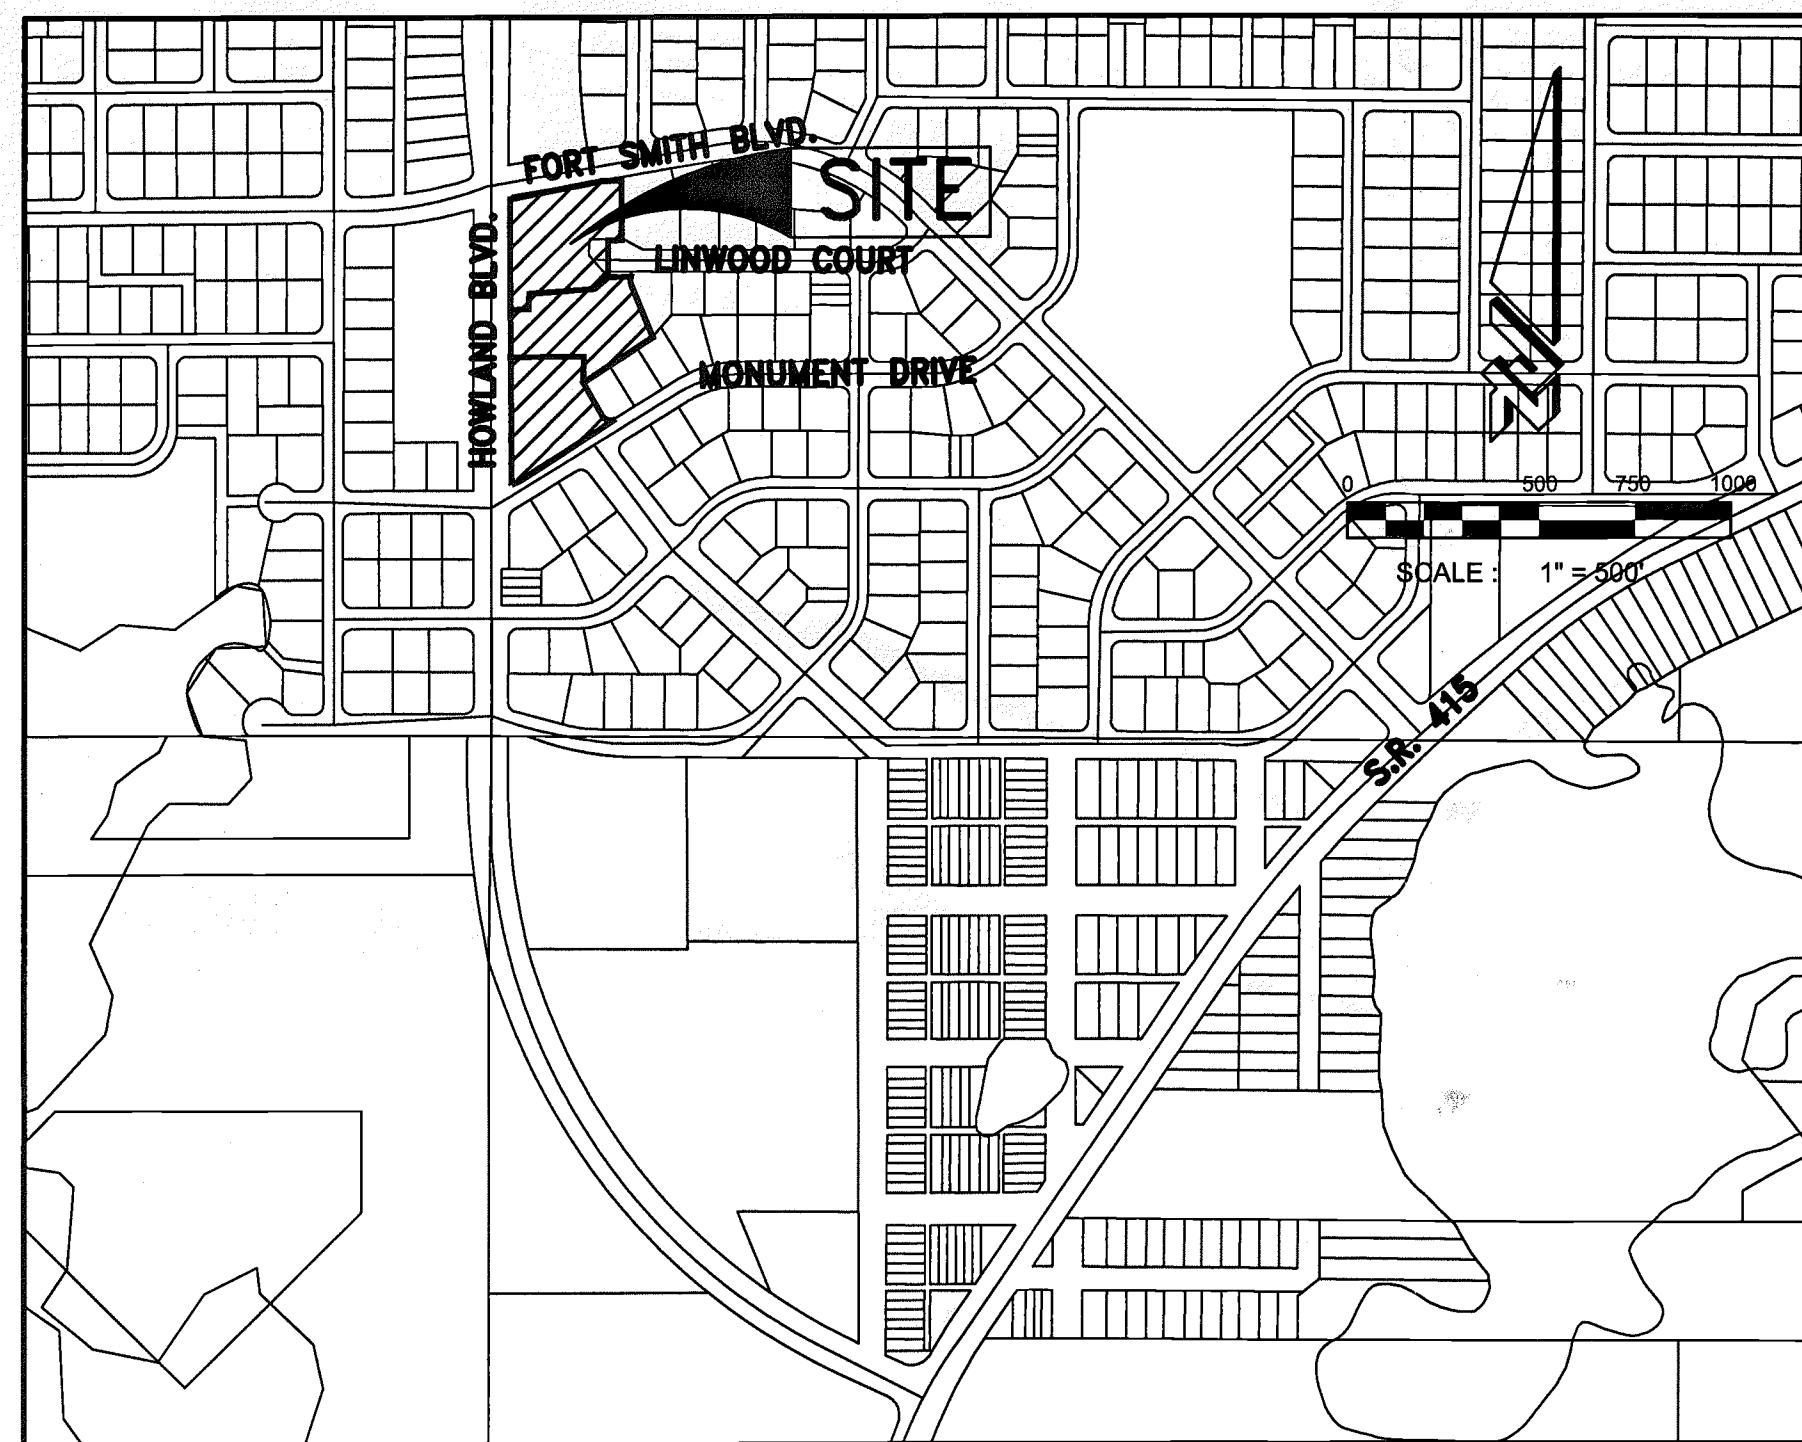 FORT SMITH BLVD.
SITE
HOWLAND BLVD.
LINWOOD COURT
MONUMENT DRIVE
N
0 500 750 1000
SCALE : 1" = 500'
S.R. 415